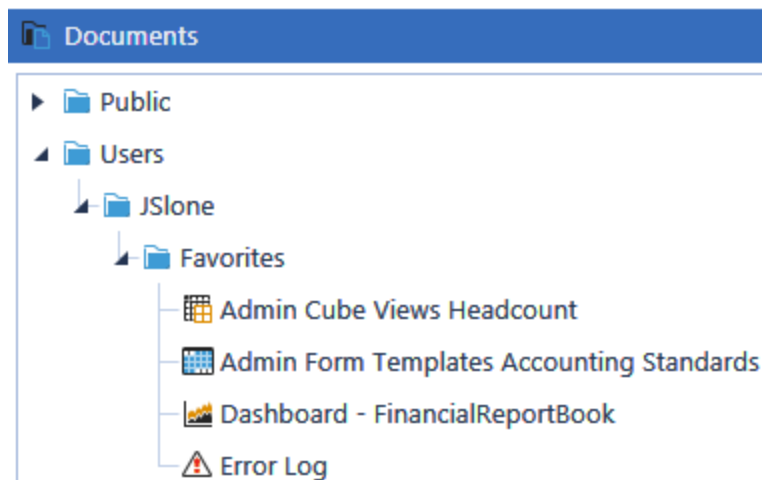 Documents
Public
Users
JSlone
Favorites
Admin Cube Views Headcount
Admin Form Templates Accounting Standards
Dashboard - FinancialReportBook
Error Log